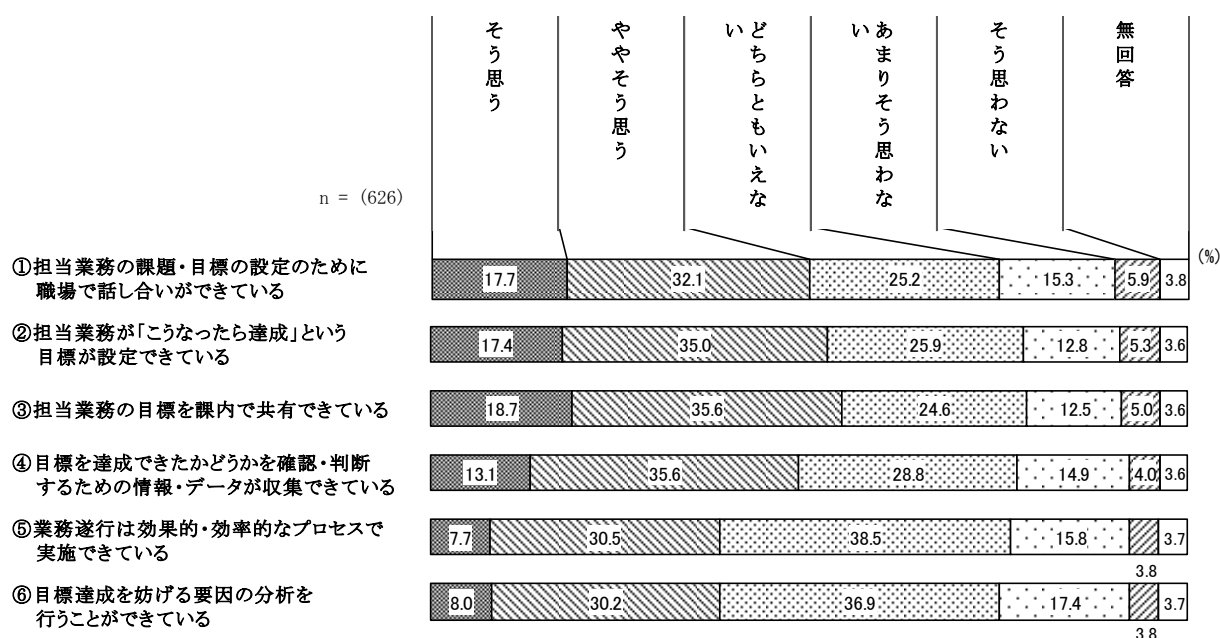 そう思う
ややそう思う
どちらともいえな
い
あまりそう思わな
い
そう思わない
無回答
n = (626)
(%)
①担当業務の課題・目標の設定のために
職場で話し合いができている
17.7 32.1 25.2 15.3 5.9 3.8
②担当業務が「こうなったら達成」という
目標が設定できている
17.4 35.0 25.9 12.8 5.3 3.6
③担当業務の目標を課内で共有できている
18.7 35.6 24.6 12.5 5.0 3.6
④目標を達成できたかどうかを確認・判断
するための情報・データが収集できている
13.1 35.6 28.8 14.9 4.0 3.6
⑤業務遂行は効果的・効率的なプロセスで
実施できている
7.7 30.5 38.5 15.8 3.7
3.8
⑥目標達成を妨げる要因の分析を
行うことができている
8.0 30.2 36.9 17.4 3.7
3.8